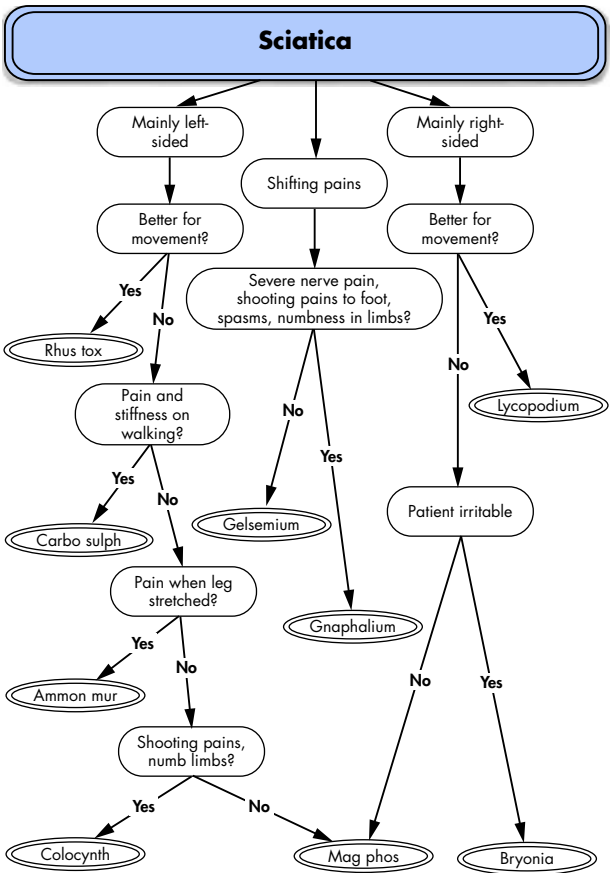 Sciatica
Mainly left-
sided
Mainly right-
sided
Shifting pains
Better for
movement?
Better for
movement?
Severe nerve pain,
shooting pains to foot,
spasms, numbness in limbs?
Yes
No
Yes
Rhus tox
No
Pain and
stiffness on
walking?
No
Lycopodium
Yes
Yes
No
Carbo sulph
Gelsemium
Patient irritable
Pain when leg
stretched?
Gnaphalium
Yes
No
No
Yes
Ammon mur
Shooting pains,
numb limbs?
Yes
No
Colocynth
Mag phos
Bryonia